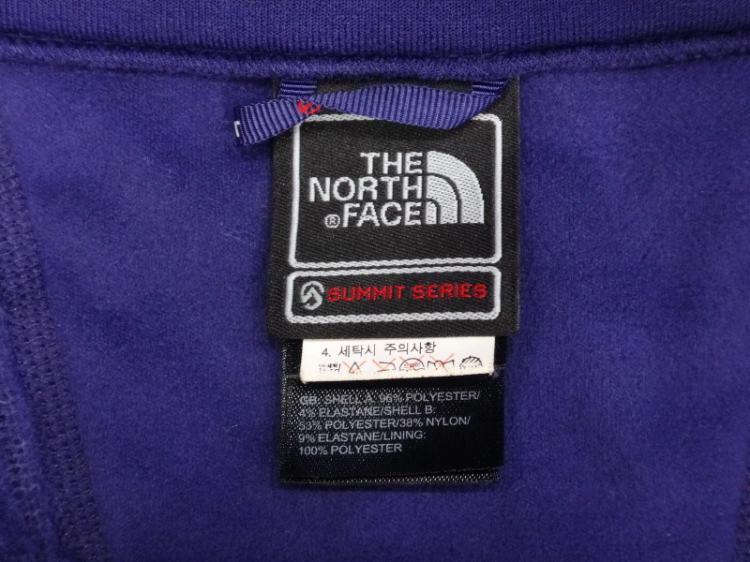 THE
NORTH
® FACE
SUMMIT SERIES
4. 세탁시 주의사항
GB: SHELL A: 96% POLYESTER/
4% ELASTANE/SHELL B:
53% POLYESTER/38% NYLON/
9% ELASTANE/LINING:
100% POLYESTER